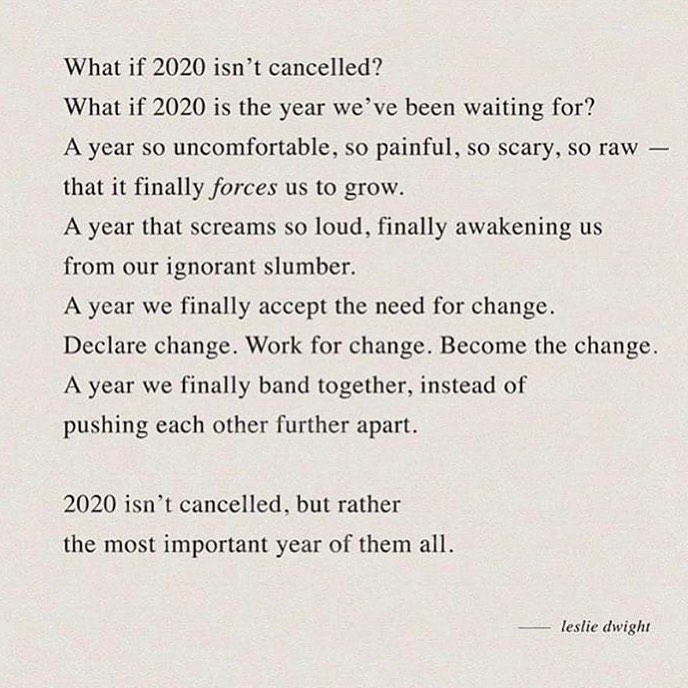 What if 2020 isn’t cancelled?
What if 2020 is the year we’ve been waiting for?
A year so uncomfortable, so painful, so scary, so raw —
that it finally forces us to grow.
A year that screams so loud, finally awakening us
from our ignorant slumber.
A year we finally accept the need for change.
Declare change. Work for change. Become the change.
A year we finally band together, instead of
pushing each other further apart.
2020 isn’t cancelled, but rather
the most important year of them all.
—— leslie dwight